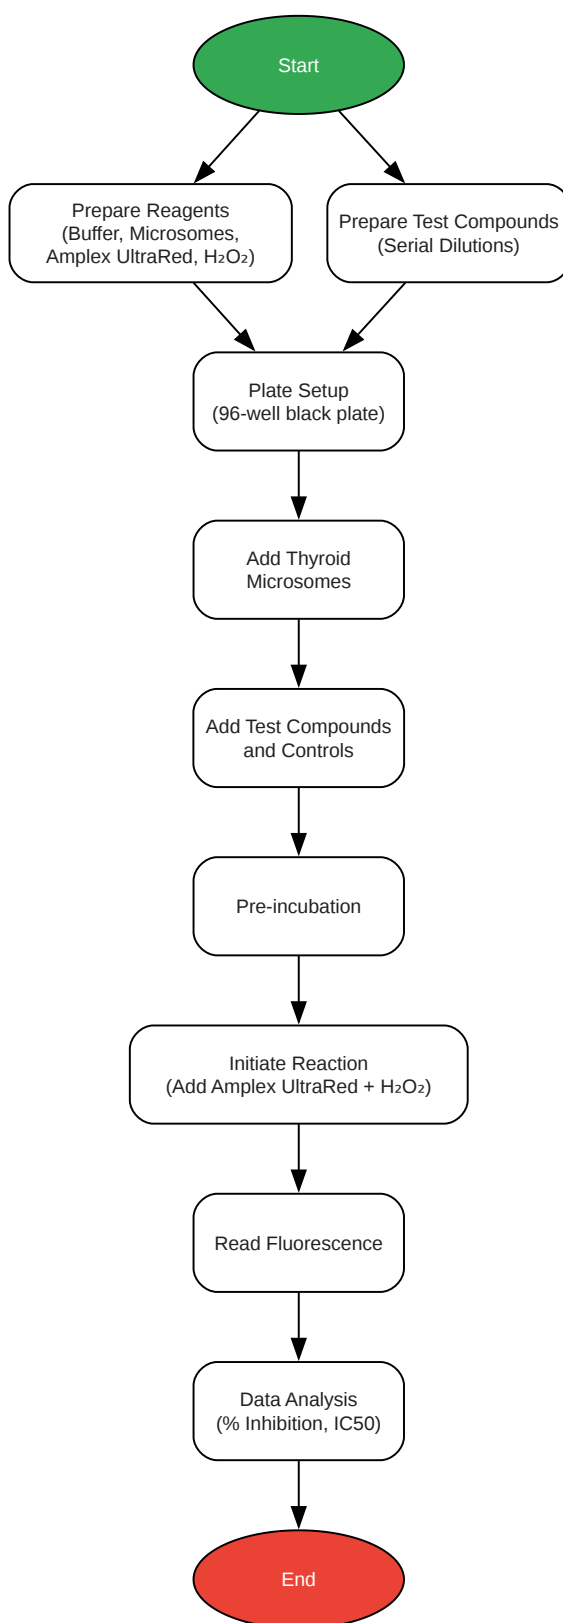 Start
Prepare Reagents
(Buffer, Microsomes,
Amplex UltraRed, H₂O₂)
Prepare Test Compounds
(Serial Dilutions)
Plate Setup
(96-well black plate)
Add Thyroid
Microsomes
Add Test Compounds
and Controls
Pre-incubation
Initiate Reaction
(Add Amplex UltraRed + H₂O₂)
Read Fluorescence
Data Analysis
(% Inhibition, IC50)
End